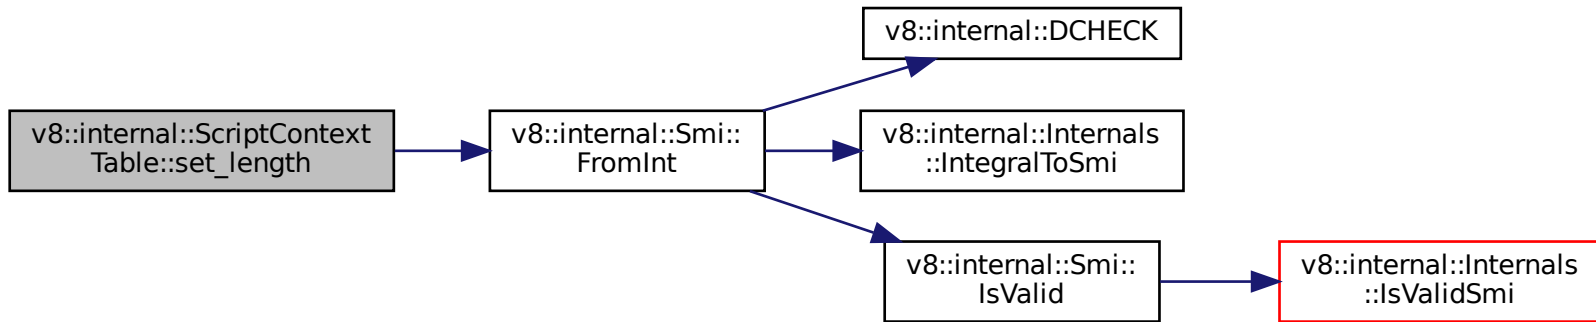 v8::internal::DCHECK
v8::internal::ScriptContext
Table::set_length
v8::internal::Smi::
FromInt
v8::internal::Internals
::IntegralToSmi
v8::internal::Smi::
IsValid
v8::internal::Internals
::IsValidSmi